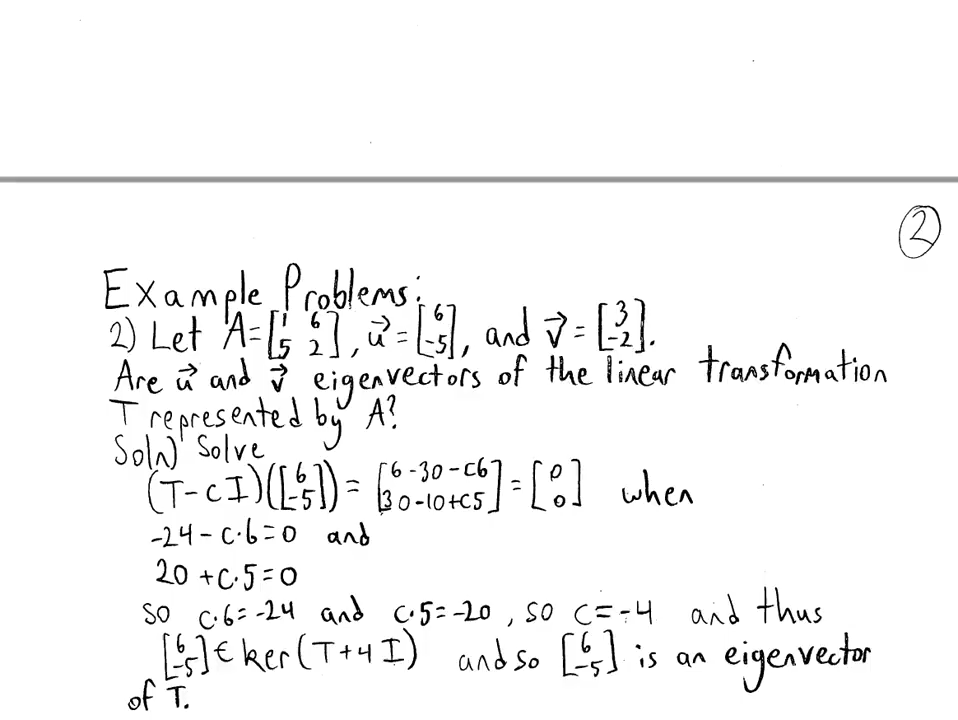 2
Example Problems:
2) Let A=[1 6; 5 2], u⃗=[6; -5], and v⃗=[3; -2].
Are u⃗ and v⃗ eigenvectors of the linear transformation
T represented by A?
Soln) Solve
(T-cI)([6; -5])=[6-30-c6; 30-10+c5]=[0; 0] when
-24-c·6=0 and
20+c·5=0
so c·6=-24 and c·5=-20, so c=-4 and thus
[6; -5]∈ker(T+4I) and so [6; -5] is an eigenvector
of T.